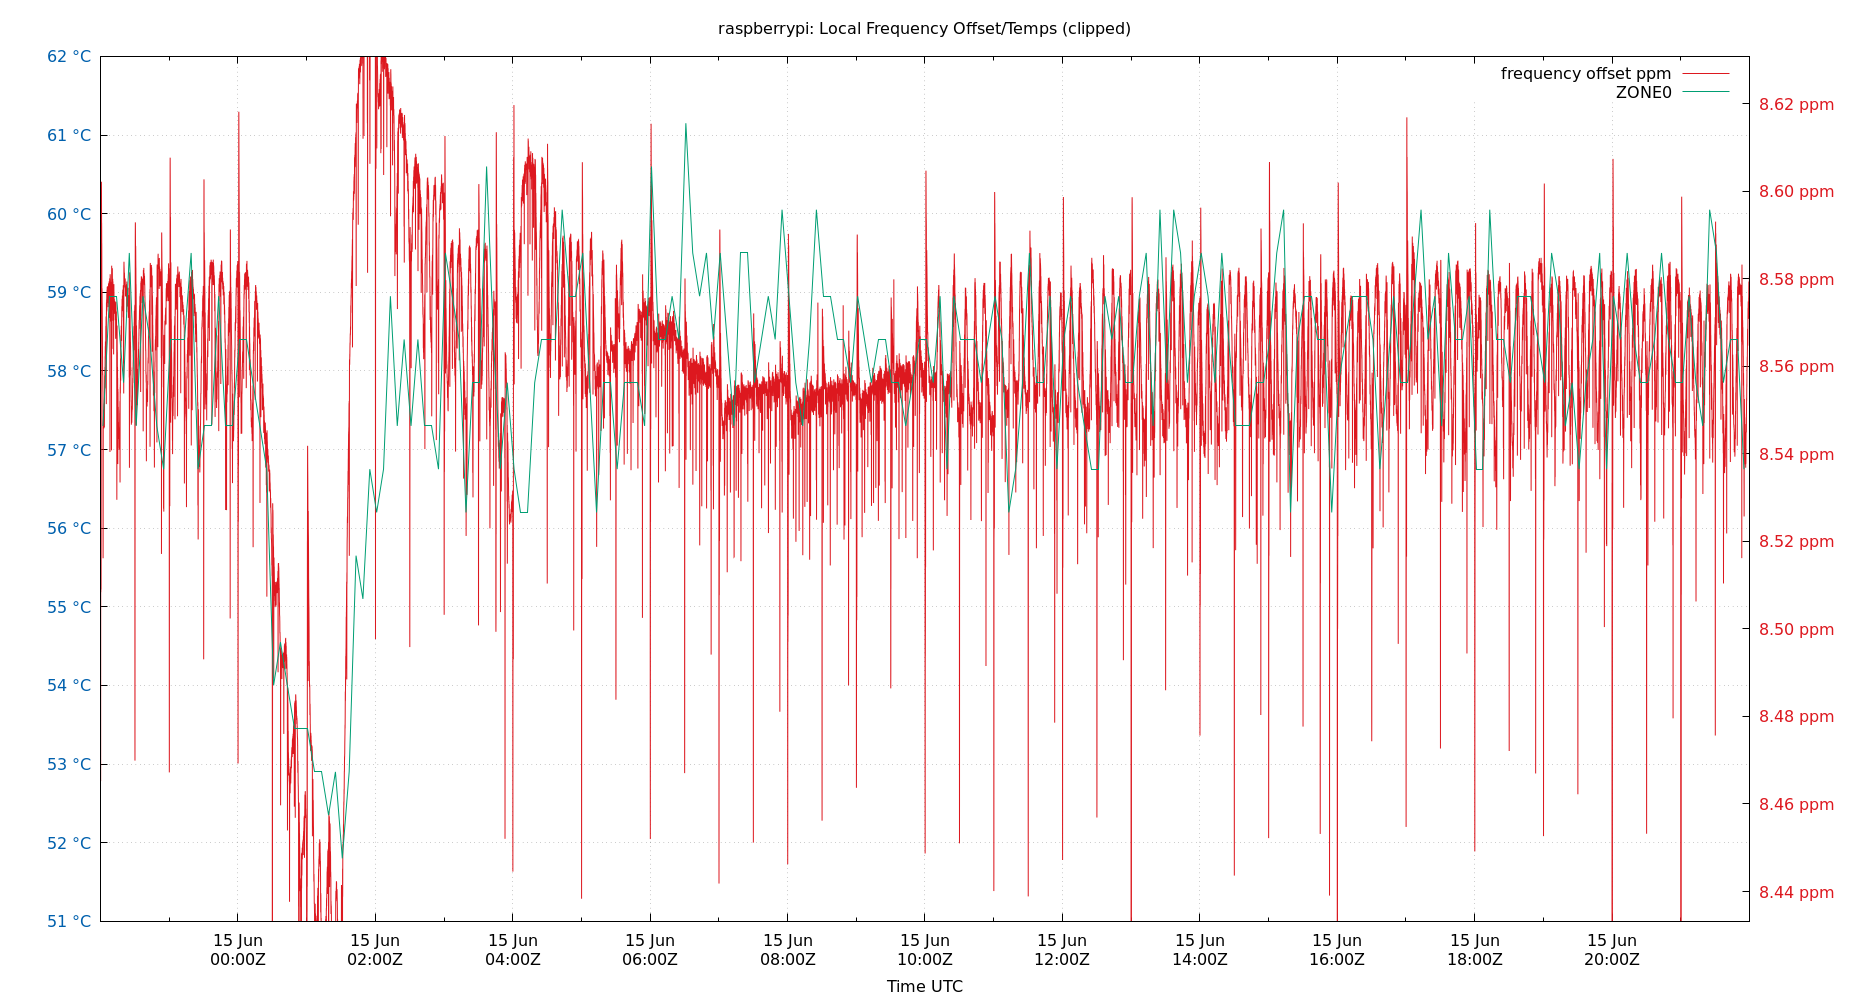 raspberrypi: Local Frequency Offset/Temps (clipped)
frequency offset ppm
ZONE0
62 °C
61 °C
60 °C
59 °C
58 °C
57 °C
56 °C
55 °C
54 °C
53 °C
52 °C
51 °C
8.62 ppm
8.60 ppm
8.58 ppm
8.56 ppm
8.54 ppm
8.52 ppm
8.50 ppm
8.48 ppm
8.46 ppm
8.44 ppm
15 Jun
00:00Z
15 Jun
02:00Z
15 Jun
04:00Z
15 Jun
06:00Z
15 Jun
08:00Z
15 Jun
10:00Z
15 Jun
12:00Z
15 Jun
14:00Z
15 Jun
16:00Z
15 Jun
18:00Z
15 Jun
20:00Z
Time UTC